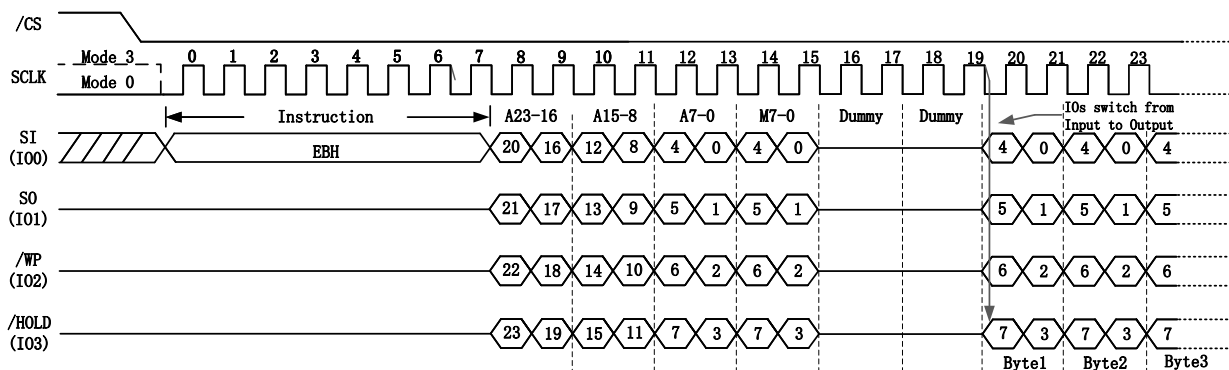 /CS
Mode 3 0 1 2 3 4 5 6 7 8 9 10 11 12 13 14 15 16 17 18 19 20 21 22 23
SCLK Mode 0
Instruction A23-16 A15-8 A7-0 M7-0 Dummy Dummy IOs switch from
Input to Output
SI
(IO0) EBH 20 16 12 8 4 0 4 0 4 0 4 0 4
SO
(IO1) 21 17 13 9 5 1 5 1 5 1 5 1 5
/WP
(IO2) 22 18 14 10 6 2 6 2 6 2 6 2 6
/HOLD
(IO3) 23 19 15 11 7 3 7 3 7 3 7 3 7
Byte1 Byte2 Byte3